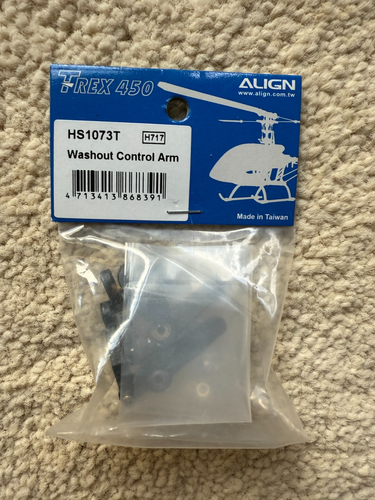 T-REX 450
ALIGN
www.align.com.tw
HS1073T H717
Washout Control Arm
4 713413 868391
Made in Taiwan